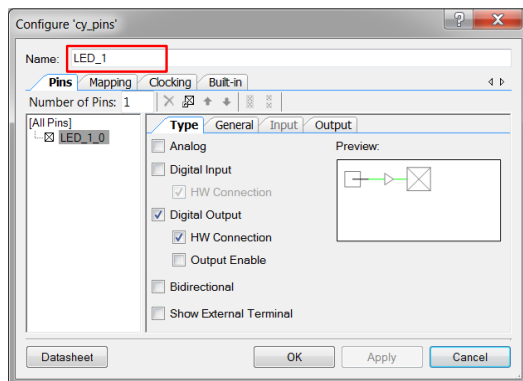 Configure 'cy_pins'
Name: LED_1
Pins Mapping Clocking Built-in
Number of Pins: 1
[All Pins]
LED_1_0
Type General Input Output
Analog
Preview:
Digital Input
HW Connection
Digital Output
HW Connection
Output Enable
Bidirectional
Show External Terminal
Datasheet OK Apply Cancel